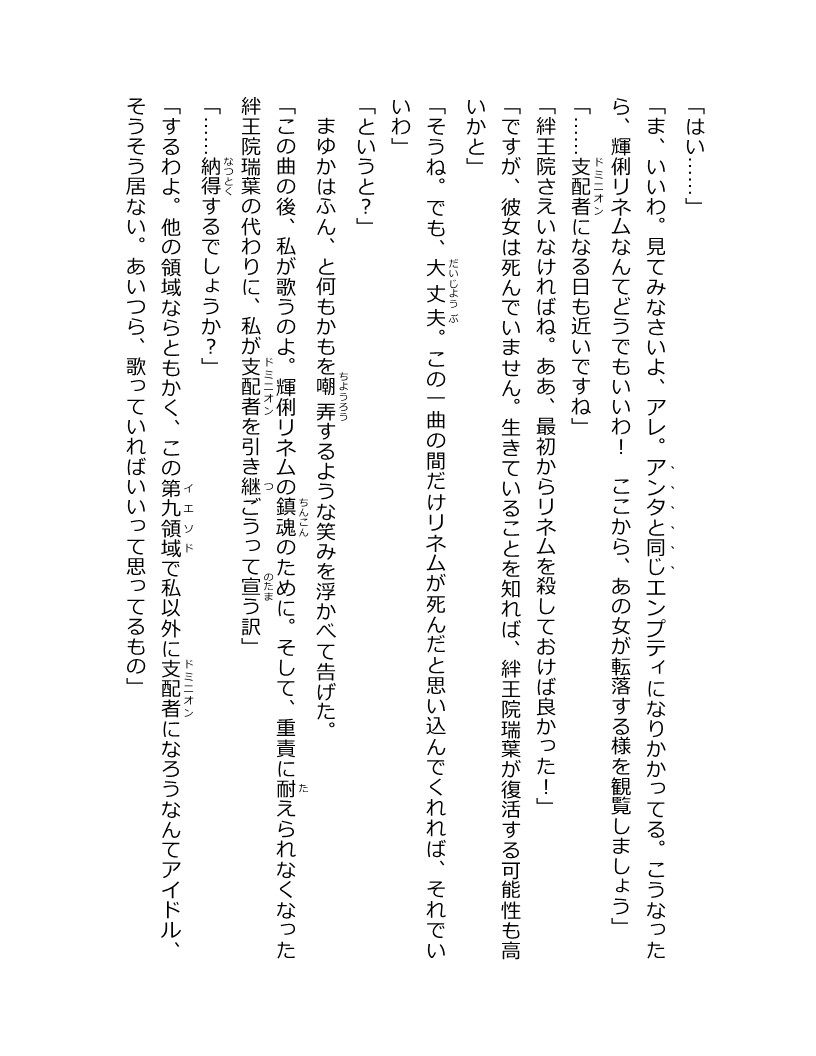 「はい……」
「ま、いいわ。見てみなさいよ、アレ。アンタと同じエンプティになりかかってる。こうなった
ら、輝俐リネムなんてどうでもいいわ！　ここから、あの女が転落する様を観覧しましょう」
「……支配者になる日も近いですね」
「絆王院さえいなければね。ああ、最初からリネムを殺しておけば良かった！」
「ですが、彼女は死んでいません。生きていることを知れば、絆王院瑞葉が復活する可能性も高
いかと」
「そうね。でも、大丈夫。この一曲の間だけリネムが死んだと思い込んでくれれば、それでい
いわ」
「というと？」
　まゆかはふん、と何もかもを嘲弄するような笑みを浮かべて告げた。
「この曲の後、私が歌うのよ。輝俐リネムの鎮魂のために。そして、重責に耐えられなくなった
絆王院瑞葉の代わりに、私が支配者を引き継ごうって宣う訳」
「……納得するでしょうか？」
「するわよ。他の領域ならともかく、この第九領域で私以外に支配者になろうなんてアイドル、
そうそう居ない。あいつら、歌っていればいいって思ってるもの」